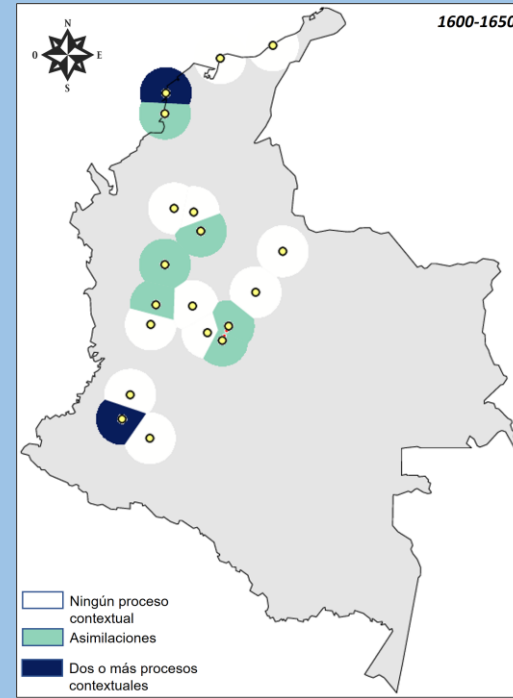 1600-1650
N
O
E
S
Ningún proceso
contextual
Asimilaciones
Dos o más procesos
contextuales